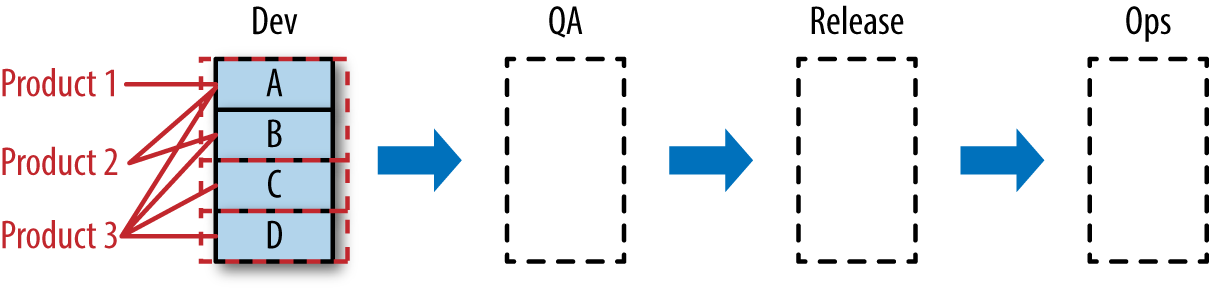 Dev
QA
Release
Ops
Product 1
A
B
Product 2
C
Product 3
D